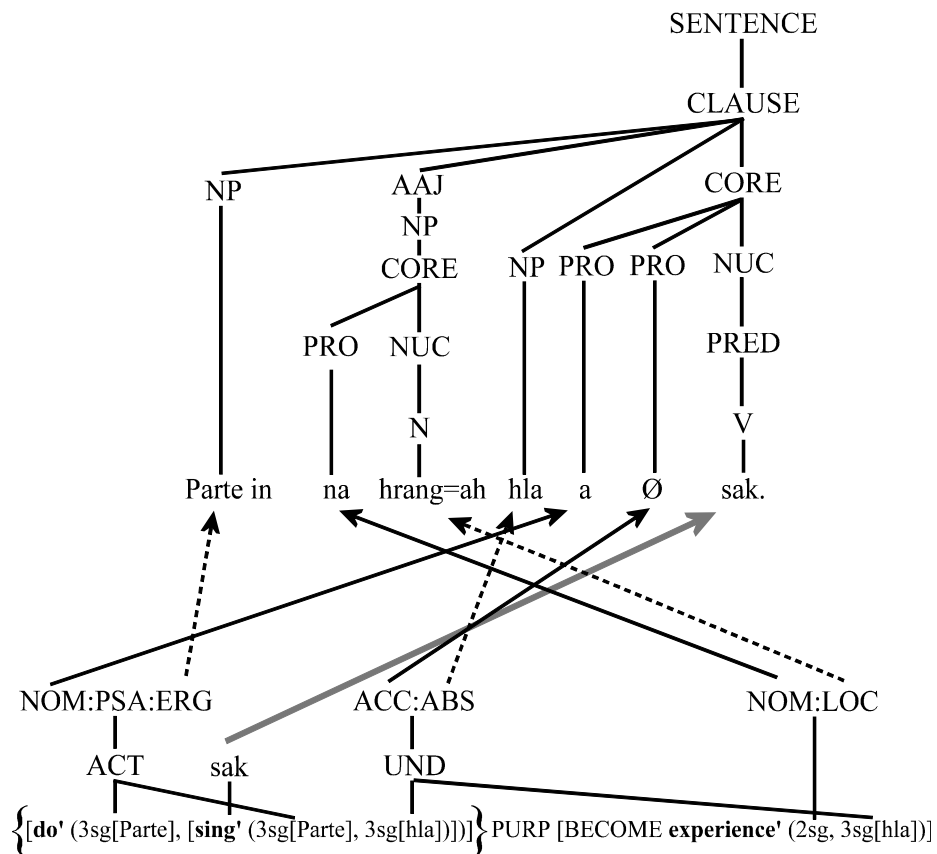 SENTENCE
CLAUSE
NP AAJ CORE
NP
CORE NP PRO PRO NUC
PRO NUC PRED
N V
Parte in na hrang=ah hla a Ø sak.
NOM:PSA:ERG ACC:ABS NOM:LOC
ACT sak UND
{[do' (3sg[Parte], [sing' (3sg[Parte], 3sg[hla])])]} PURP [BECOME experience' (2sg, 3sg[hla])]